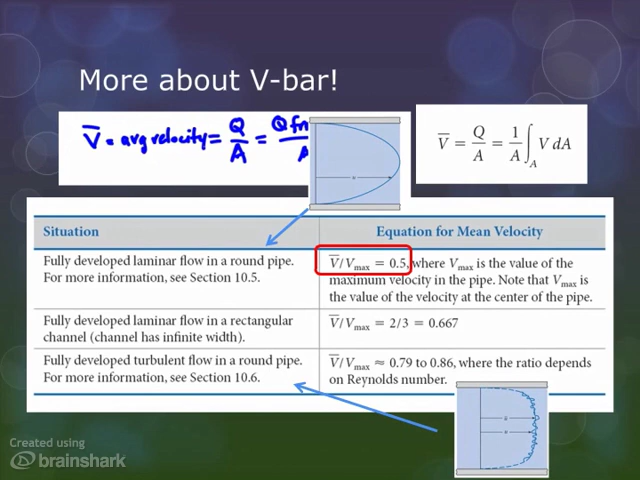 More about V-bar!
V̅ = avg velocity = Q/A = Q
V̅ = Q/A = 1/A ∫_A V dA
Situation
Equation for Mean Velocity
Fully developed laminar flow in a round pipe.
For more information, see Section 10.5.
V̅/Vmax = 0.5, where Vmax is the value of the
maximum velocity in the pipe. Note that Vmax is
the value of the velocity at the center of the pipe.
Fully developed laminar flow in a rectangular
channel (channel has infinite width).
V̅/Vmax = 2/3 = 0.667
Fully developed turbulent flow in a round pipe.
For more information, see Section 10.6.
V̅/Vmax ≈ 0.79 to 0.86, where the ratio depends
on Reynolds number.
Created using
brainshark